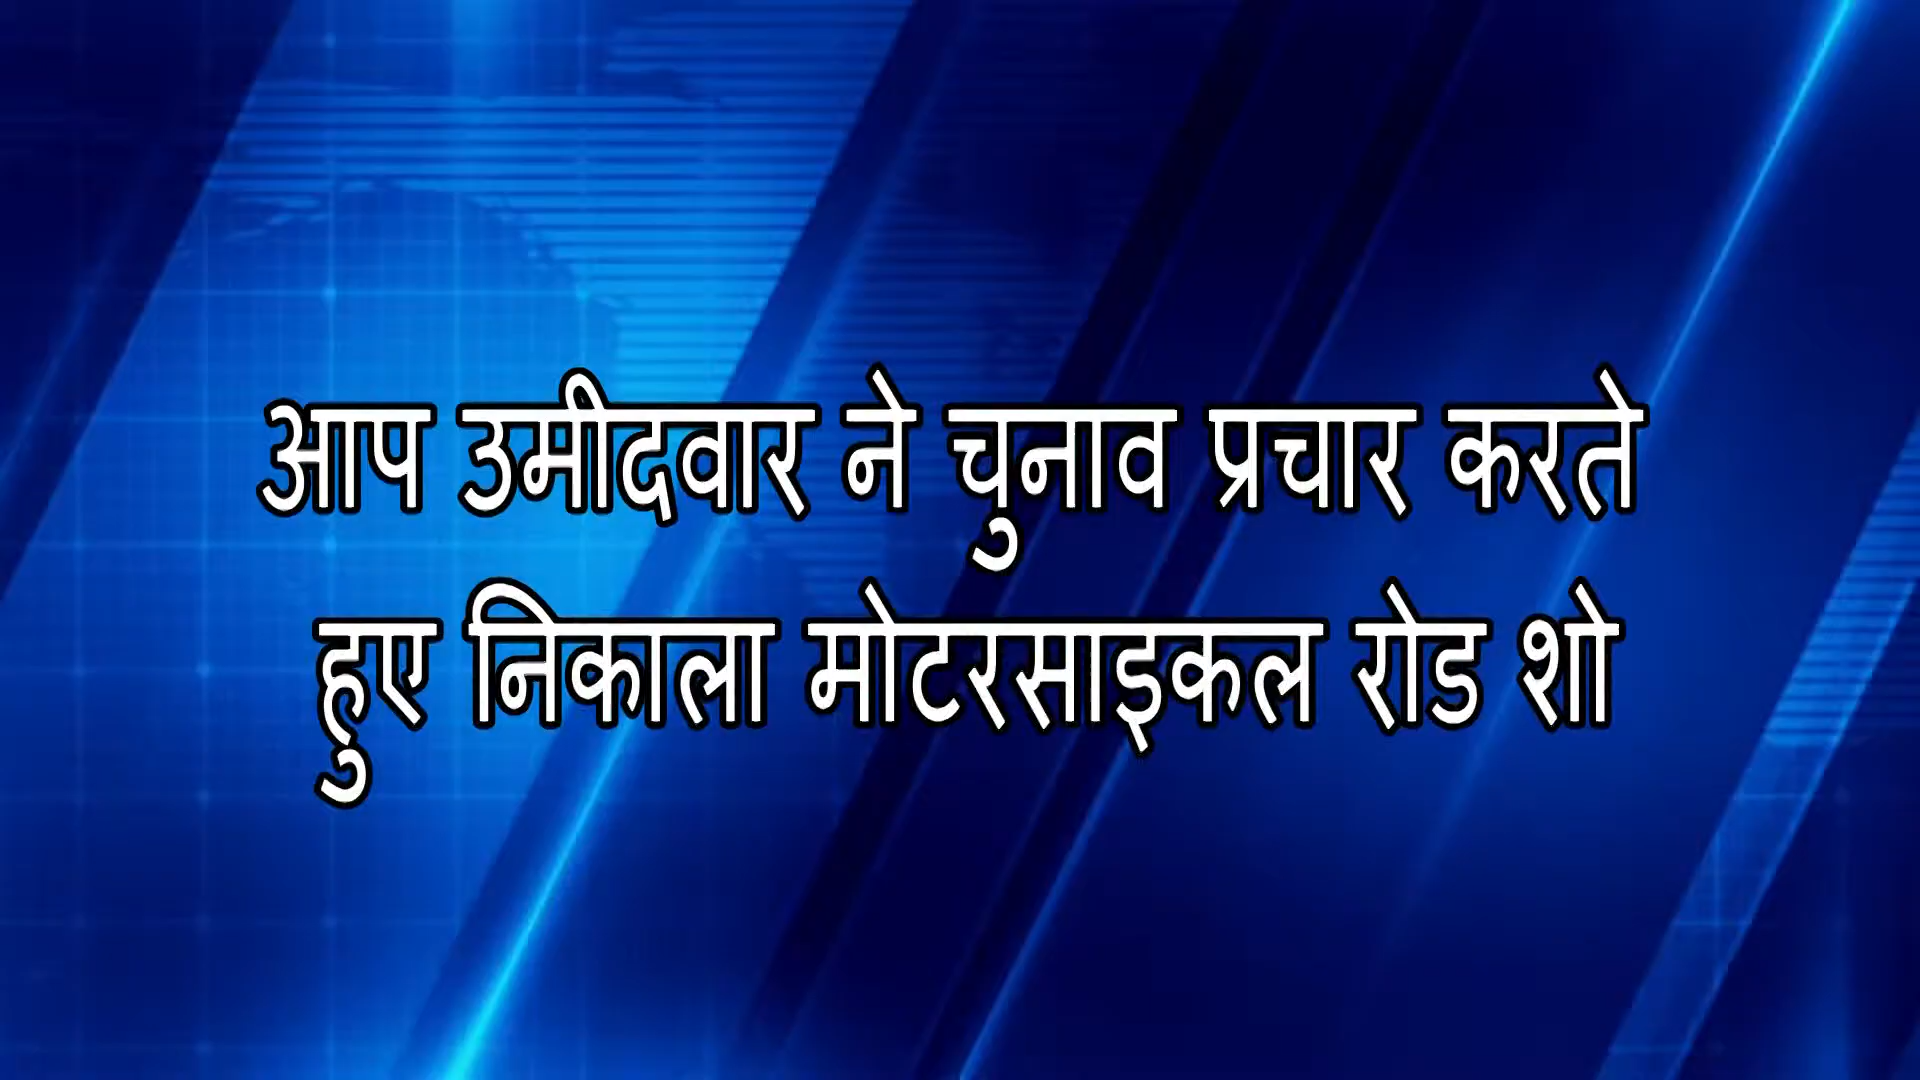 आप उमीदवार ने चुनाव प्रचार करते
हुए निकाला मोटरसाइकल रोड शो